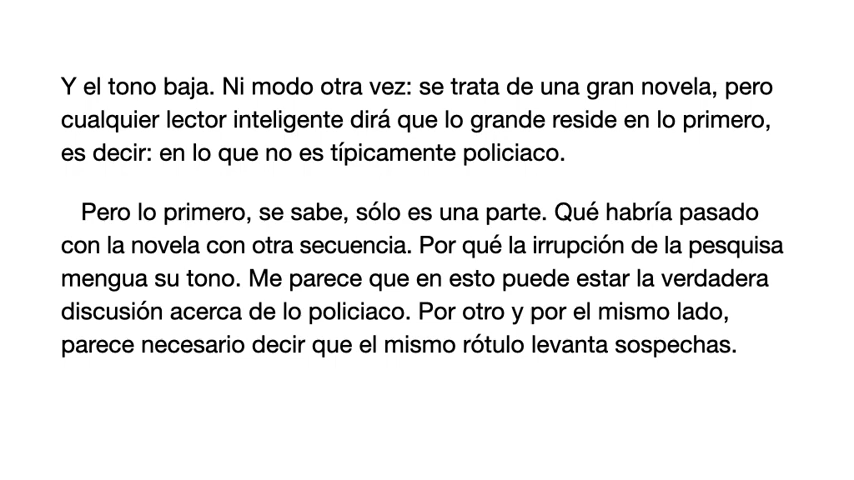 Y el tono baja. Ni modo otra vez: se trata de una gran novela, pero
cualquier lector inteligente dirá que lo grande reside en lo primero,
es decir: en lo que no es típicamente policiaco.
Pero lo primero, se sabe, sólo es una parte. Qué habría pasado
con la novela con otra secuencia. Por qué la irrupción de la pesquisa
mengua su tono. Me parece que en esto puede estar la verdadera
discusión acerca de lo policiaco. Por otro y por el mismo lado,
parece necesario decir que el mismo rótulo levanta sospechas.